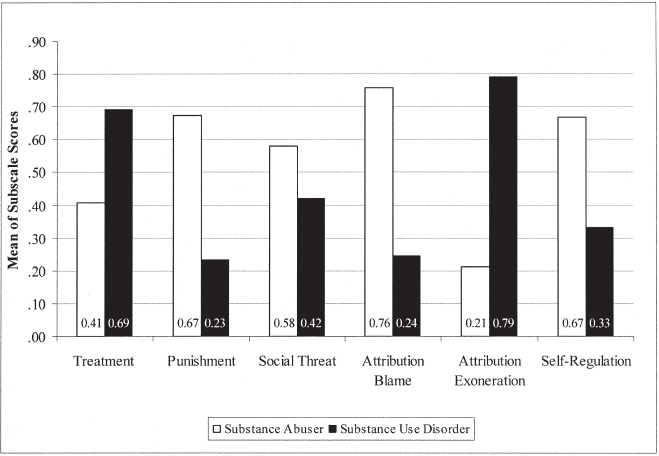 .90
.80
.70
.60
.50
.40
.30
.20
.10
.00
Mean of Subscale Scores
0.41 0.69 0.67 0.23 0.58 0.42 0.76 0.24 0.21 0.79 0.67 0.33
Treatment Punishment Social Threat Attribution Attribution Self-Regulation
Blame Exoneration
Substance Abuser Substance Use Disorder